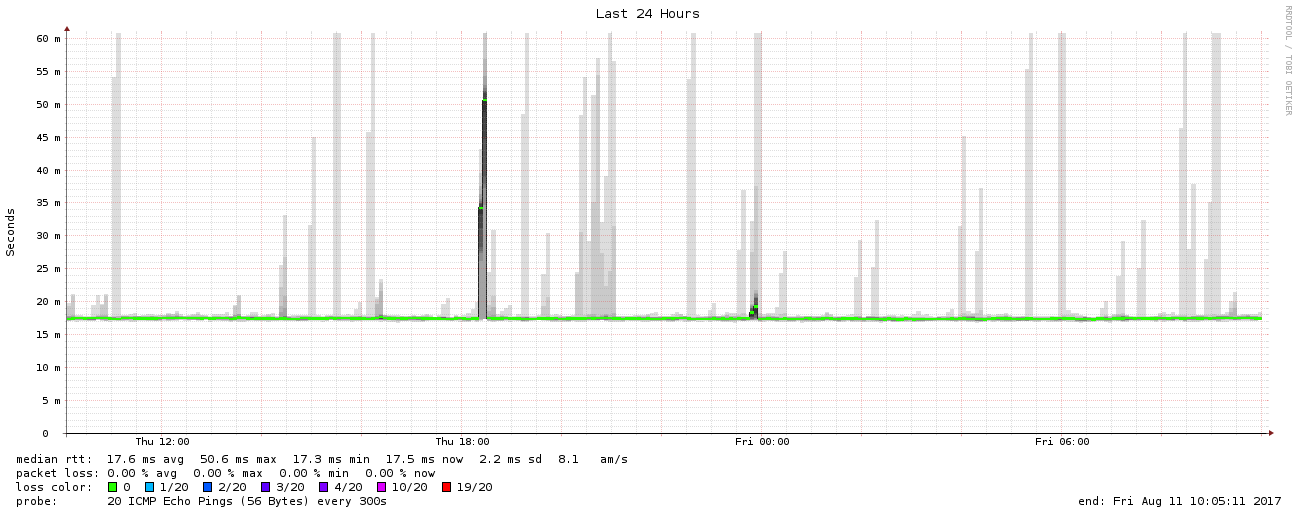 Last 24 Hours
RRDTOOL / TOBI OETIKER
60 m
55 m
50 m
45 m
40 m
35 m
30 m
25 m
20 m
15 m
10 m
5 m
0
Seconds
Thu 12:00 Thu 18:00 Fri 00:00 Fri 06:00
median rtt: 17.6 ms avg 50.6 ms max 17.3 ms min 17.5 ms now 2.2 ms sd 8.1 am/s
packet loss: 0.00 % avg 0.00 % max 0.00 % min 0.00 % now
loss color: 0 1/20 2/20 3/20 4/20 10/20 19/20
probe: 20 ICMP Echo Pings (56 Bytes) every 300s end: Fri Aug 11 10:05:11 2017